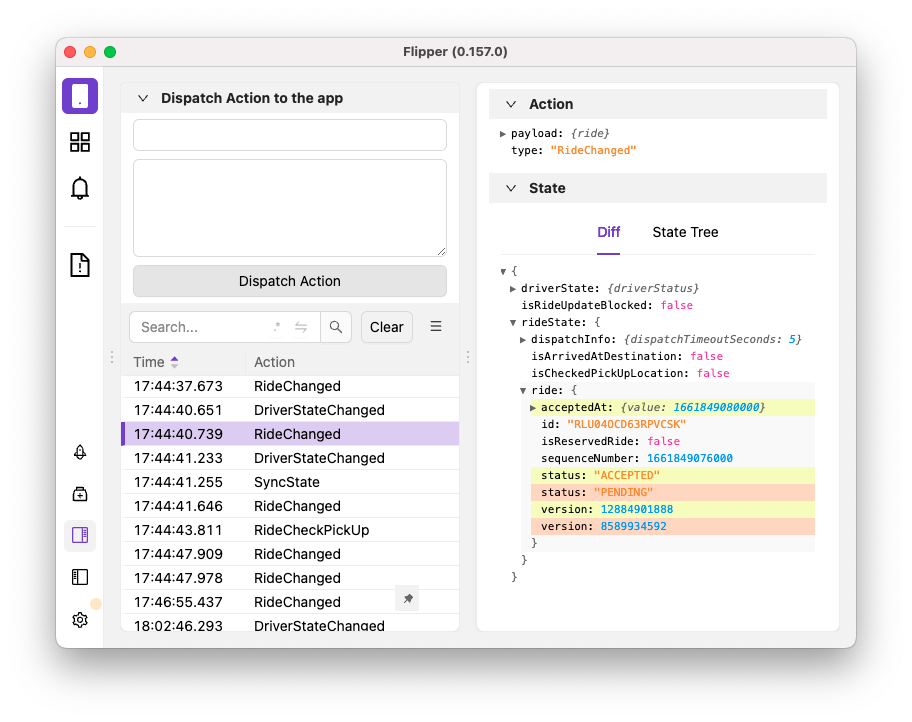 Flipper (0.157.0)
Dispatch Action to the app
Dispatch Action
Search...
.*
Clear
Time Action
17:44:37.673 RideChanged
17:44:40.651 DriverStateChanged
17:44:40.739 RideChanged
17:44:41.233 DriverStateChanged
17:44:41.255 SyncState
17:44:41.646 RideChanged
17:44:43.811 RideCheckPickUp
17:44:47.909 RideChanged
17:44:47.978 RideChanged
17:46:55.437 RideChanged
18:02:46.293 DriverStateChanged
Action
payload: {ride}
type: "RideChanged"
State
Diff State Tree
{
driverState: {driverStatus}
isRideUpdateBlocked: false
rideState: {
dispatchInfo: {dispatchTimeoutSeconds: 5}
isArrivedAtDestination: false
isCheckedPickUpLocation: false
ride: {
acceptedAt: {value: 1661849080000}
id: "RLU04OCD63RPVCSK"
isReservedRide: false
sequenceNumber: 1661849076000
status: "ACCEPTED"
status: "PENDING"
version: 12884901888
version: 8589934592
}
}
}